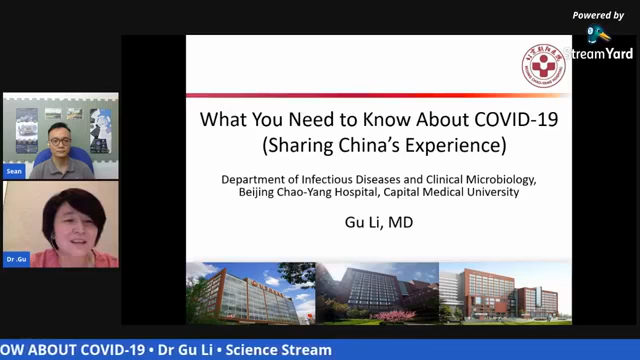 Powered by
StreamYard
What You Need to Know About COVID-19
(Sharing China's Experience)
Department of Infectious Diseases and Clinical Microbiology,
Beijing Chao-Yang Hospital, Capital Medical University
Gu Li, MD
Sean
Dr .Gu
OW ABOUT COVID-19 • Dr Gu Li • Science Stream